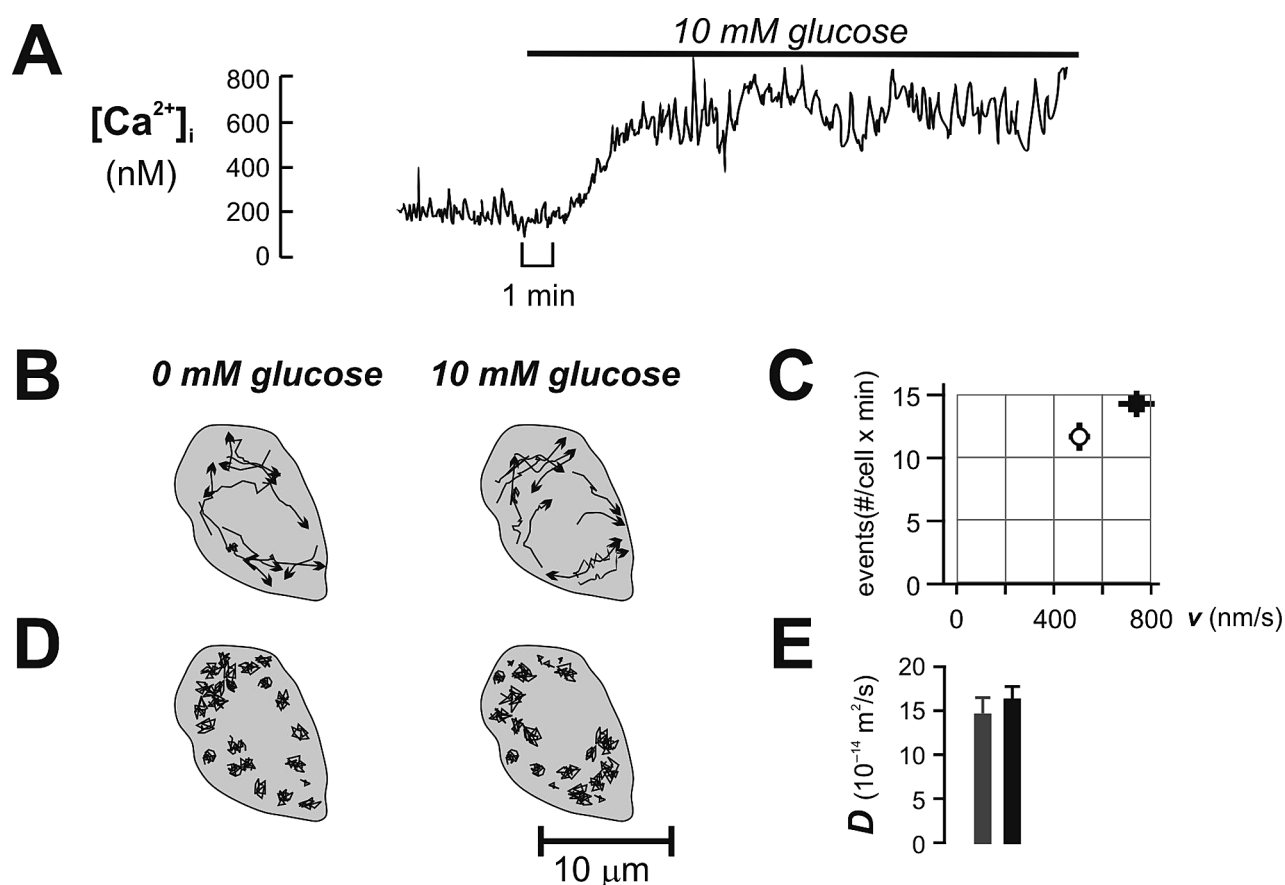 A
10 mM glucose
[Ca²⁺]ᵢ
(nM)
800
600
400
200
0
1 min
B
0 mM glucose
10 mM glucose
C
events(#/cell x min)
15
10
5
0
0
400
800
v (nm/s)
D
10 μm
E
D (10⁻¹⁴ m²/s)
20
15
10
5
0